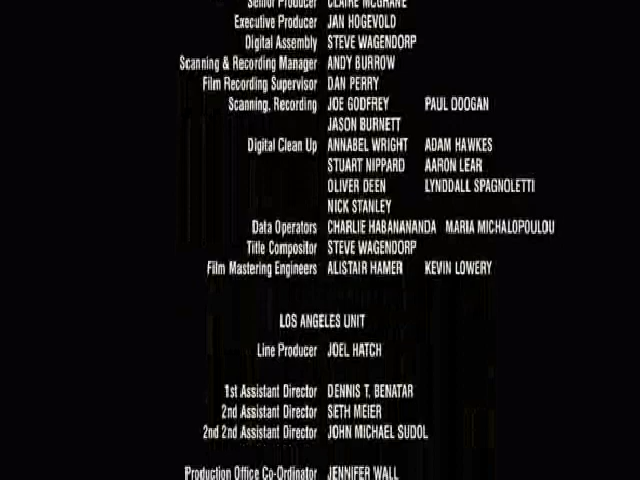 Senior Producer CLAIRE MCGRANE
Executive Producer JAN HOGEVOLD
Digital Assembly STEVE WAGENDORP
Scanning & Recording Manager ANDY BURROW
Film Recording Supervisor DAN PERRY
Scanning, Recording JOE GODFREY PAUL DOOGAN
JASON BURNETT
Digital Clean Up ANNABEL WRIGHT ADAM HAWKES
STUART NIPPARD AARON LEAR
OLIVER DEEN LYNDDALL SPAGNOLETTI
NICK STANLEY
Data Operators CHARLIE HABANANANDA MARIA MICHALOPOULOU
Title Compositor STEVE WAGENDORP
Film Mastering Engineers ALISTAIR HAMER KEVIN LOWERY
LOS ANGELES UNIT
Line Producer JOEL HATCH
1st Assistant Director DENNIS T. BENATAR
2nd Assistant Director SETH MEIER
2nd 2nd Assistant Director JOHN MICHAEL SUDOL
Production Office Co-Ordinator JENNIFER WALL